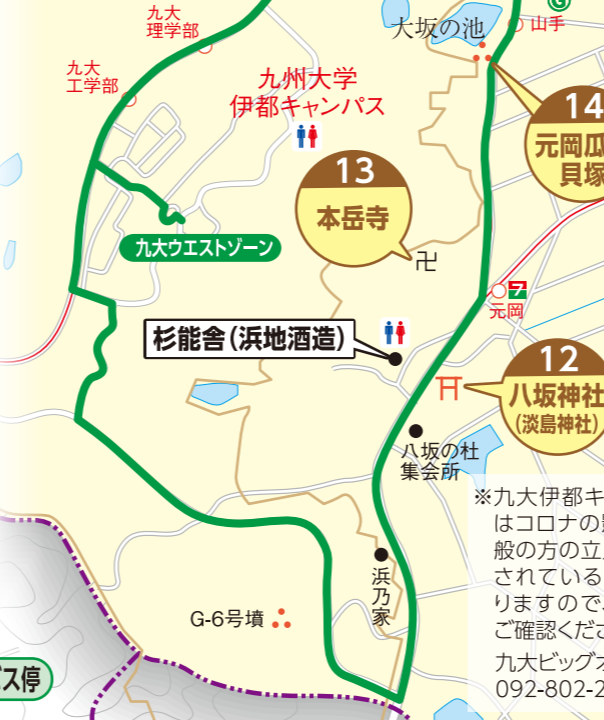 九大
理学部
大坂の池
G
山手
九大
工学部
九州大学
伊都キャンパス
14
元岡瓜
貝塚
13
本岳寺
卍
九大ウエストゾーン
元岡
杉能舎(浜地酒造)
12
八坂神社
(淡島神社)
八坂の杜
集会所
※九大伊都キ
はコロナの
般の方の立
されている
りますので、
ご確認くださ
九大ビッグオ
092-802-2
浜乃家
G-6号墳
ス停